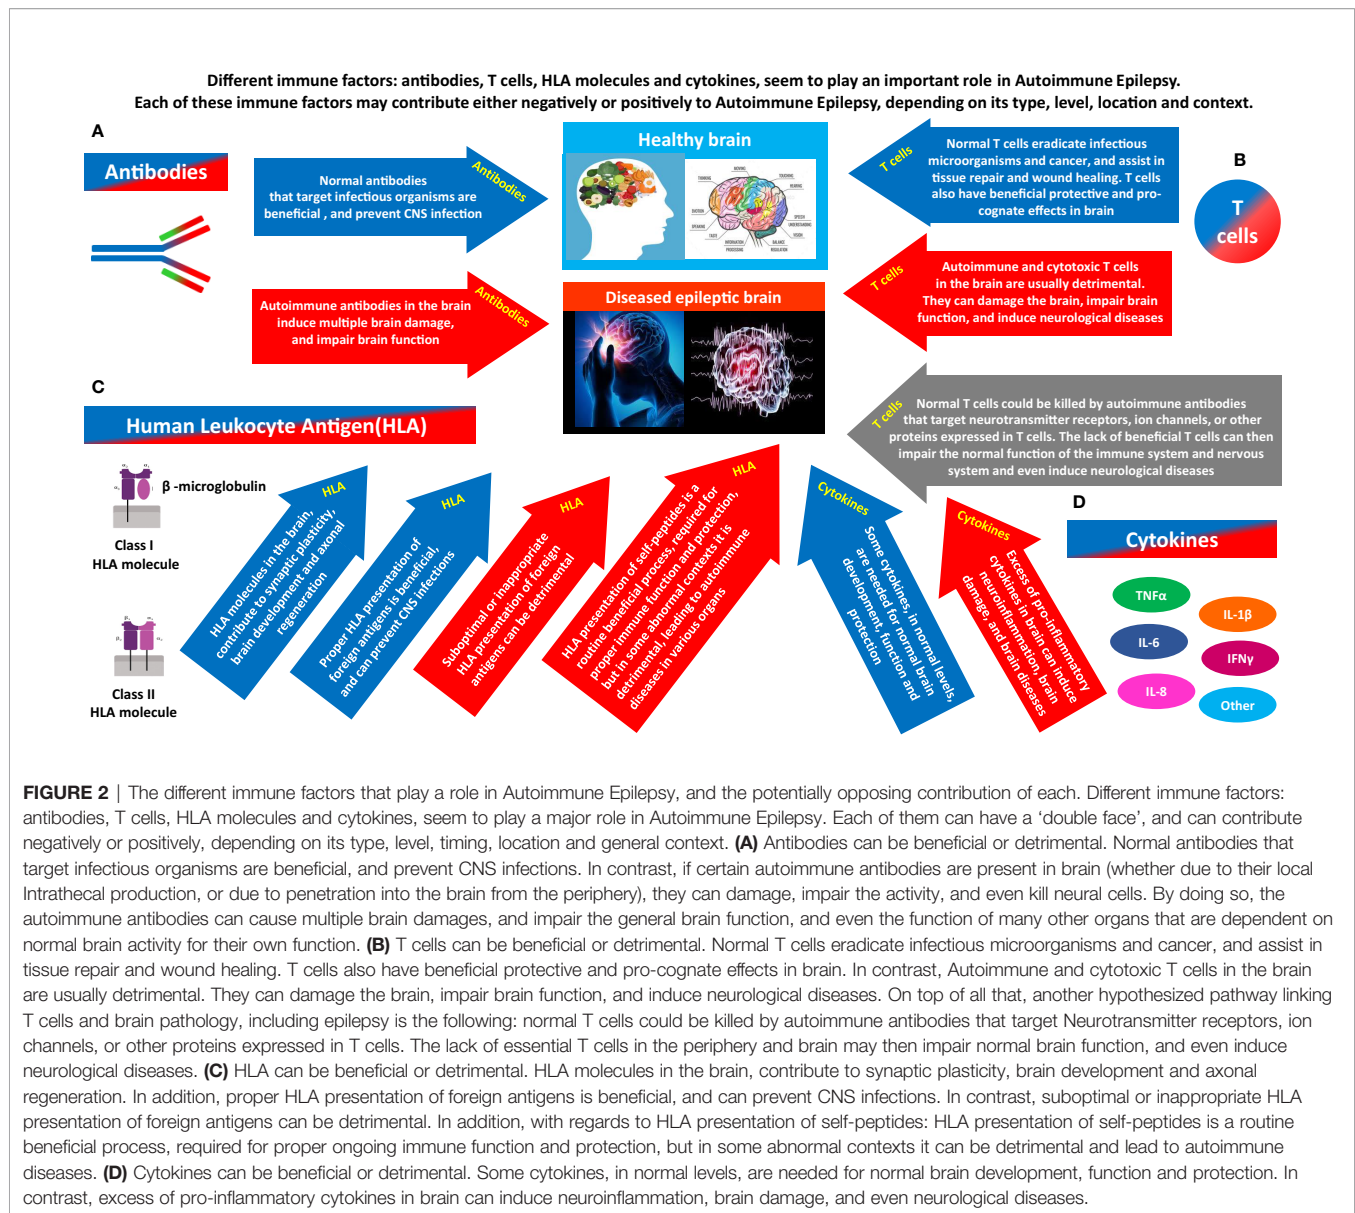 Different immune factors: antibodies, T cells, HLA molecules and cytokines, seem to play an important role in Autoimmune Epilepsy.
Each of these immune factors may contribute either negatively or positively to Autoimmune Epilepsy, depending on its type, level, location and context.
A
Antibodies
Normal antibodies
that target infectious organisms are
beneficial , and prevent CNS infection
Antibodies
Autoimmune antibodies in the brain
induce multiple brain damage,
and impair brain function
Antibodies
Healthy brain
THINKING
MOVING
TOUCHING
HEARING
EMOTION
SPEAKING
TASTE
INFORMATION
PROCESSING
BALANCE
REGULATION
VISION
SPEECH
UNDERSTANDING
Diseased epileptic brain
B
T
cells
T cells
Normal T cells eradicate infectious
microorganisms and cancer, and assist in
tissue repair and wound healing. T cells
also have beneficial protective and pro-
cognate effects in brain
T cells
Autoimmune and cytotoxic T cells
in the brain are usually detrimental.
They can damage the brain, impair brain
function, and induce neurological diseases
T cells
Normal T cells could be killed by autoimmune antibodies
that target neurotransmitter receptors, ion channels, or other
proteins expressed in T cells. The lack of beneficial T cells can then
impair the normal function of the immune system and nervous
system and even induce neurological diseases
C
Human Leukocyte Antigen(HLA)
α₂ α₁
α₃
β -microglobulin
Class I
HLA molecule
β₁ α₁
β₂ α₂
Class II
HLA molecule
HLA
HLA molecules in the brain,
contribute to synaptic plasticity,
brain development and axonal
regeneration
HLA
Proper HLA presentation of
foreign antigens is beneficial,
and can prevent CNS infections
HLA
Suboptimal or inappropriate
HLA presentation of foreign
antigens can be detrimental
HLA
HLA presentation of self-peptides is a
routine beneficial process, required for
proper immune function and protection,
but in some abnormal contexts it is
detrimental, leading to autoimmune
diseases in various organs
Cytokines
Some cytokines, in normal levels,
are needed for normal brain
development, function and
protection
Cytokines
Excess of pro-inflammatory
cytokines in brain can induce
neuroinflammation, brain
damage, and brain diseases
D
Cytokines
TNFα
IL-1β
IL-6
IFNγ
IL-8
Other
FIGURE 2 | The different immune factors that play a role in Autoimmune Epilepsy, and the potentially opposing contribution of each. Different immune factors:
antibodies, T cells, HLA molecules and cytokines, seem to play a major role in Autoimmune Epilepsy. Each of them can have a ‘double face’, and can contribute
negatively or positively, depending on its type, level, timing, location and general context. (A) Antibodies can be beneficial or detrimental. Normal antibodies that
target infectious organisms are beneficial, and prevent CNS infections. In contrast, if certain autoimmune antibodies are present in brain (whether due to their local
Intrathecal production, or due to penetration into the brain from the periphery), they can damage, impair the activity, and even kill neural cells. By doing so, the
autoimmune antibodies can cause multiple brain damages, and impair the general brain function, and even the function of many other organs that are dependent on
normal brain activity for their own function. (B) T cells can be beneficial or detrimental. Normal T cells eradicate infectious microorganisms and cancer, and assist in
tissue repair and wound healing. T cells also have beneficial protective and pro-cognate effects in brain. In contrast, Autoimmune and cytotoxic T cells in the brain
are usually detrimental. They can damage the brain, impair brain function, and induce neurological diseases. On top of all that, another hypothesized pathway linking
T cells and brain pathology, including epilepsy is the following: normal T cells could be killed by autoimmune antibodies that target Neurotransmitter receptors, ion
channels, or other proteins expressed in T cells. The lack of essential T cells in the periphery and brain may then impair normal brain function, and even induce
neurological diseases. (C) HLA can be beneficial or detrimental. HLA molecules in the brain, contribute to synaptic plasticity, brain development and axonal
regeneration. In addition, proper HLA presentation of foreign antigens is beneficial, and can prevent CNS infections. In contrast, suboptimal or inappropriate HLA
presentation of foreign antigens can be detrimental. In addition, with regards to HLA presentation of self-peptides: HLA presentation of self-peptides is a routine
beneficial process, required for proper ongoing immune function and protection, but in some abnormal contexts it can be detrimental and lead to autoimmune
diseases. (D) Cytokines can be beneficial or detrimental. Some cytokines, in normal levels, are needed for normal brain development, function and protection. In
contrast, excess of pro-inflammatory cytokines in brain can induce neuroinflammation, brain damage, and even neurological diseases.